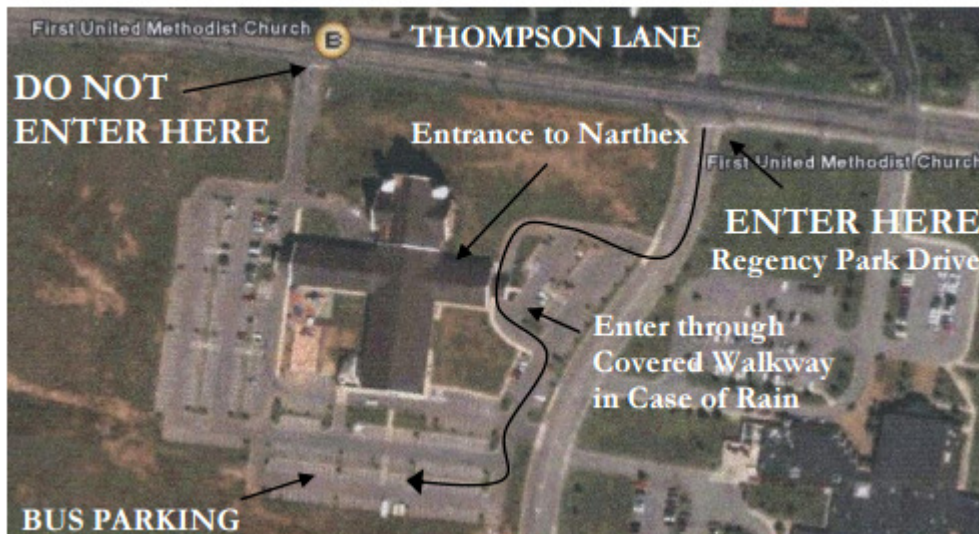 First United Methodist Church
B
THOMPSON LANE
DO NOT
ENTER HERE
Entrance to Narthex
First United Methodist Church
ENTER HERE
Regency Park Drive
Enter through
Covered Walkway
in Case of Rain
BUS PARKING